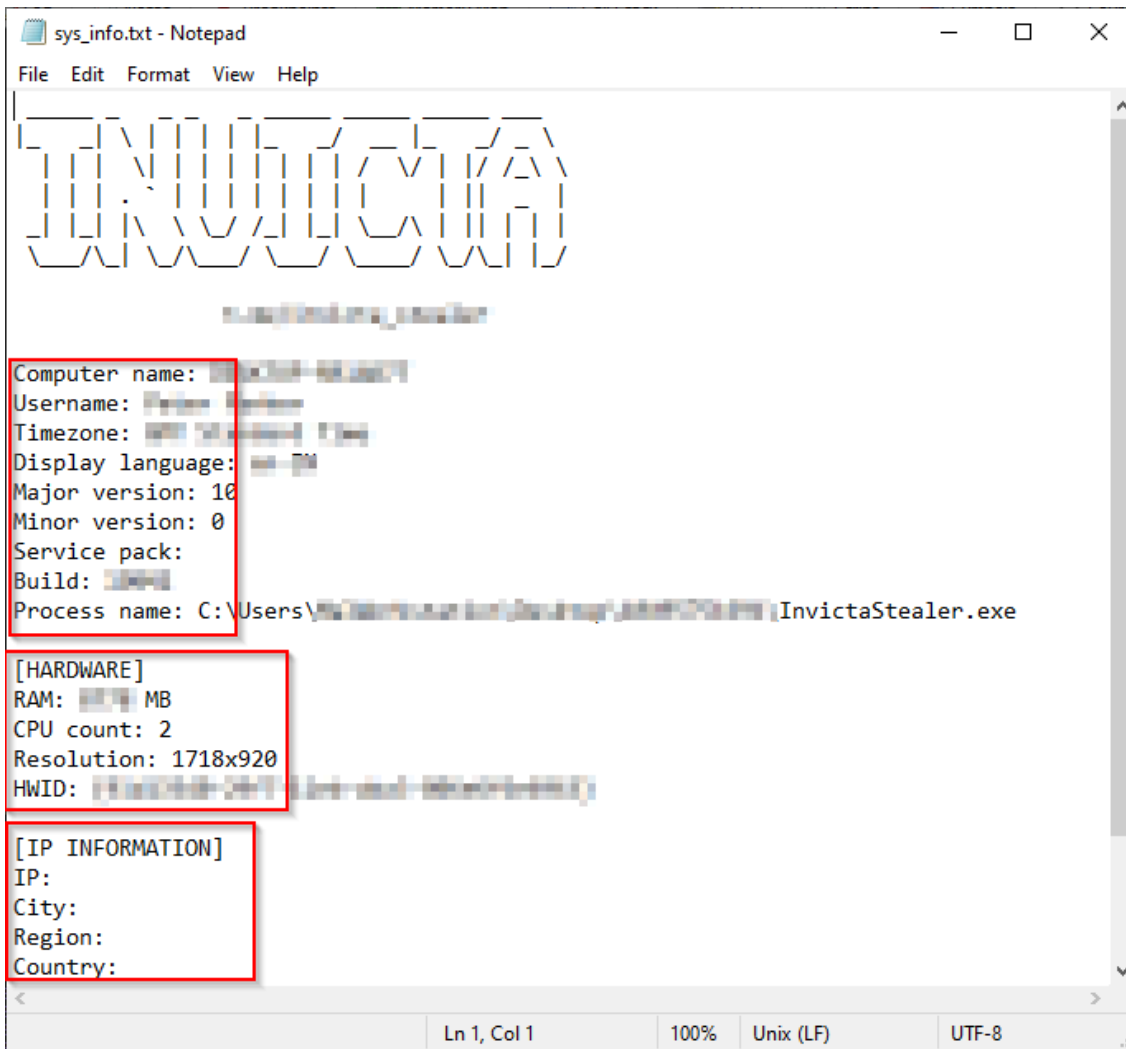 sys_info.txt - Notepad
File Edit Format View Help
INVICTA
Computer name:
Username:
Timezone:
Display language:
Major version: 10
Minor version: 0
Service pack:
Build:
Process name: C:\Users\ \InvictaStealer.exe
[HARDWARE]
RAM: MB
CPU count: 2
Resolution: 1718x920
HWID:
[IP INFORMATION]
IP:
City:
Region:
Country:
Ln 1, Col 1 100% Unix (LF) UTF-8